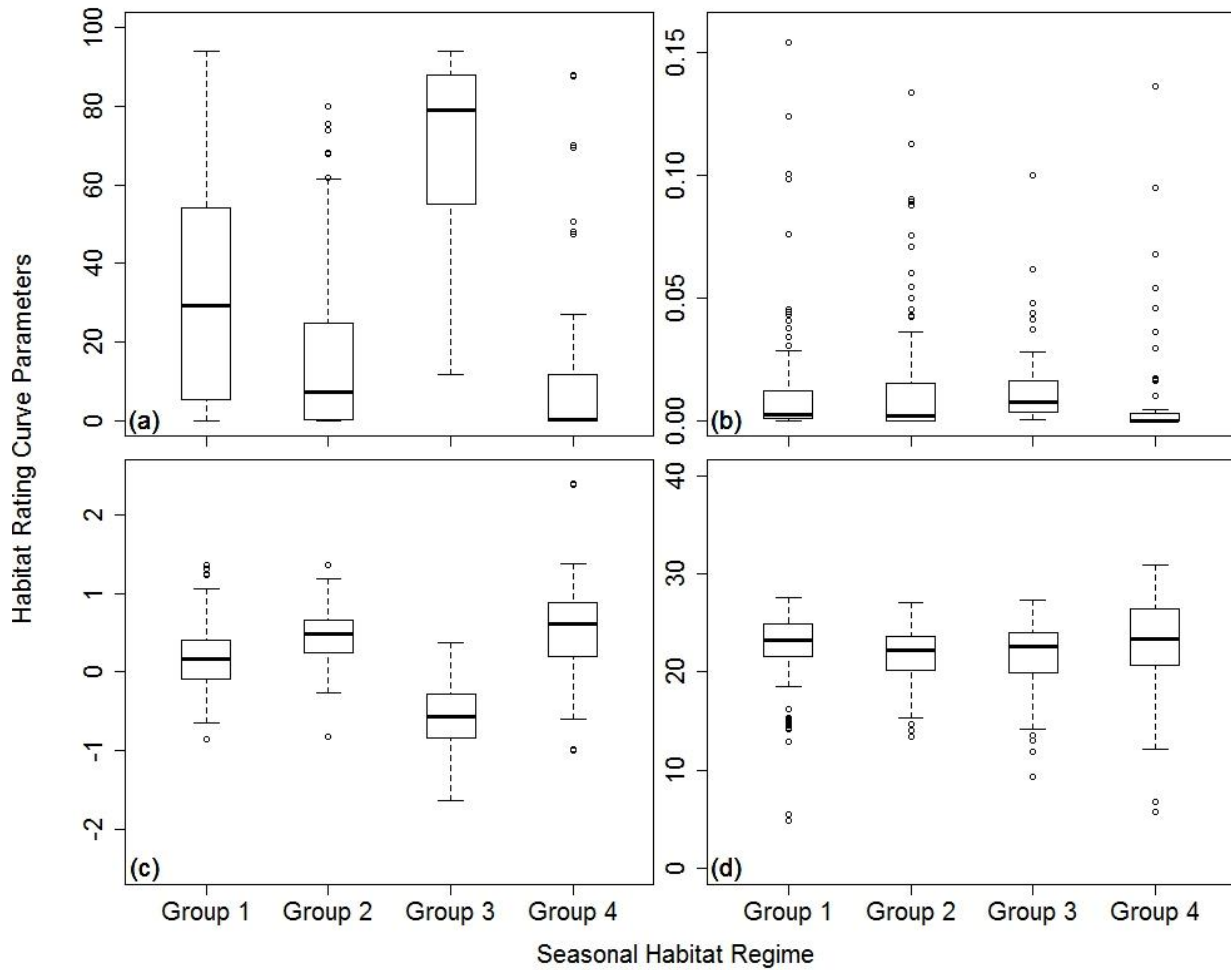 Habitat Rating Curve Parameters
100
80
60
40
20
0
(a)
0.15
0.10
0.05
0.00
(b)
2
1
0
-1
-2
(c)
40
30
20
10
0
(d)
Group 1 Group 2 Group 3 Group 4
Group 1 Group 2 Group 3 Group 4
Seasonal Habitat Regime